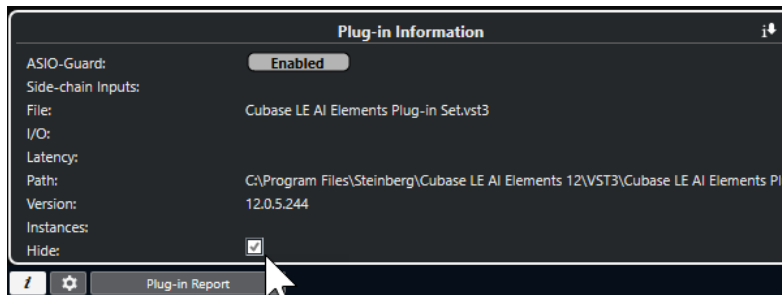 Plug-in Information
ASIO-Guard: Enabled
Side-chain Inputs:
File: Cubase LE AI Elements Plug-in Set.vst3
I/O:
Latency:
Path: C:\Program Files\Steinberg\Cubase LE AI Elements 12\VST3\Cubase LE AI Elements Pl
Version: 12.0.5.244
Instances:
Hide:
i Plug-in Report